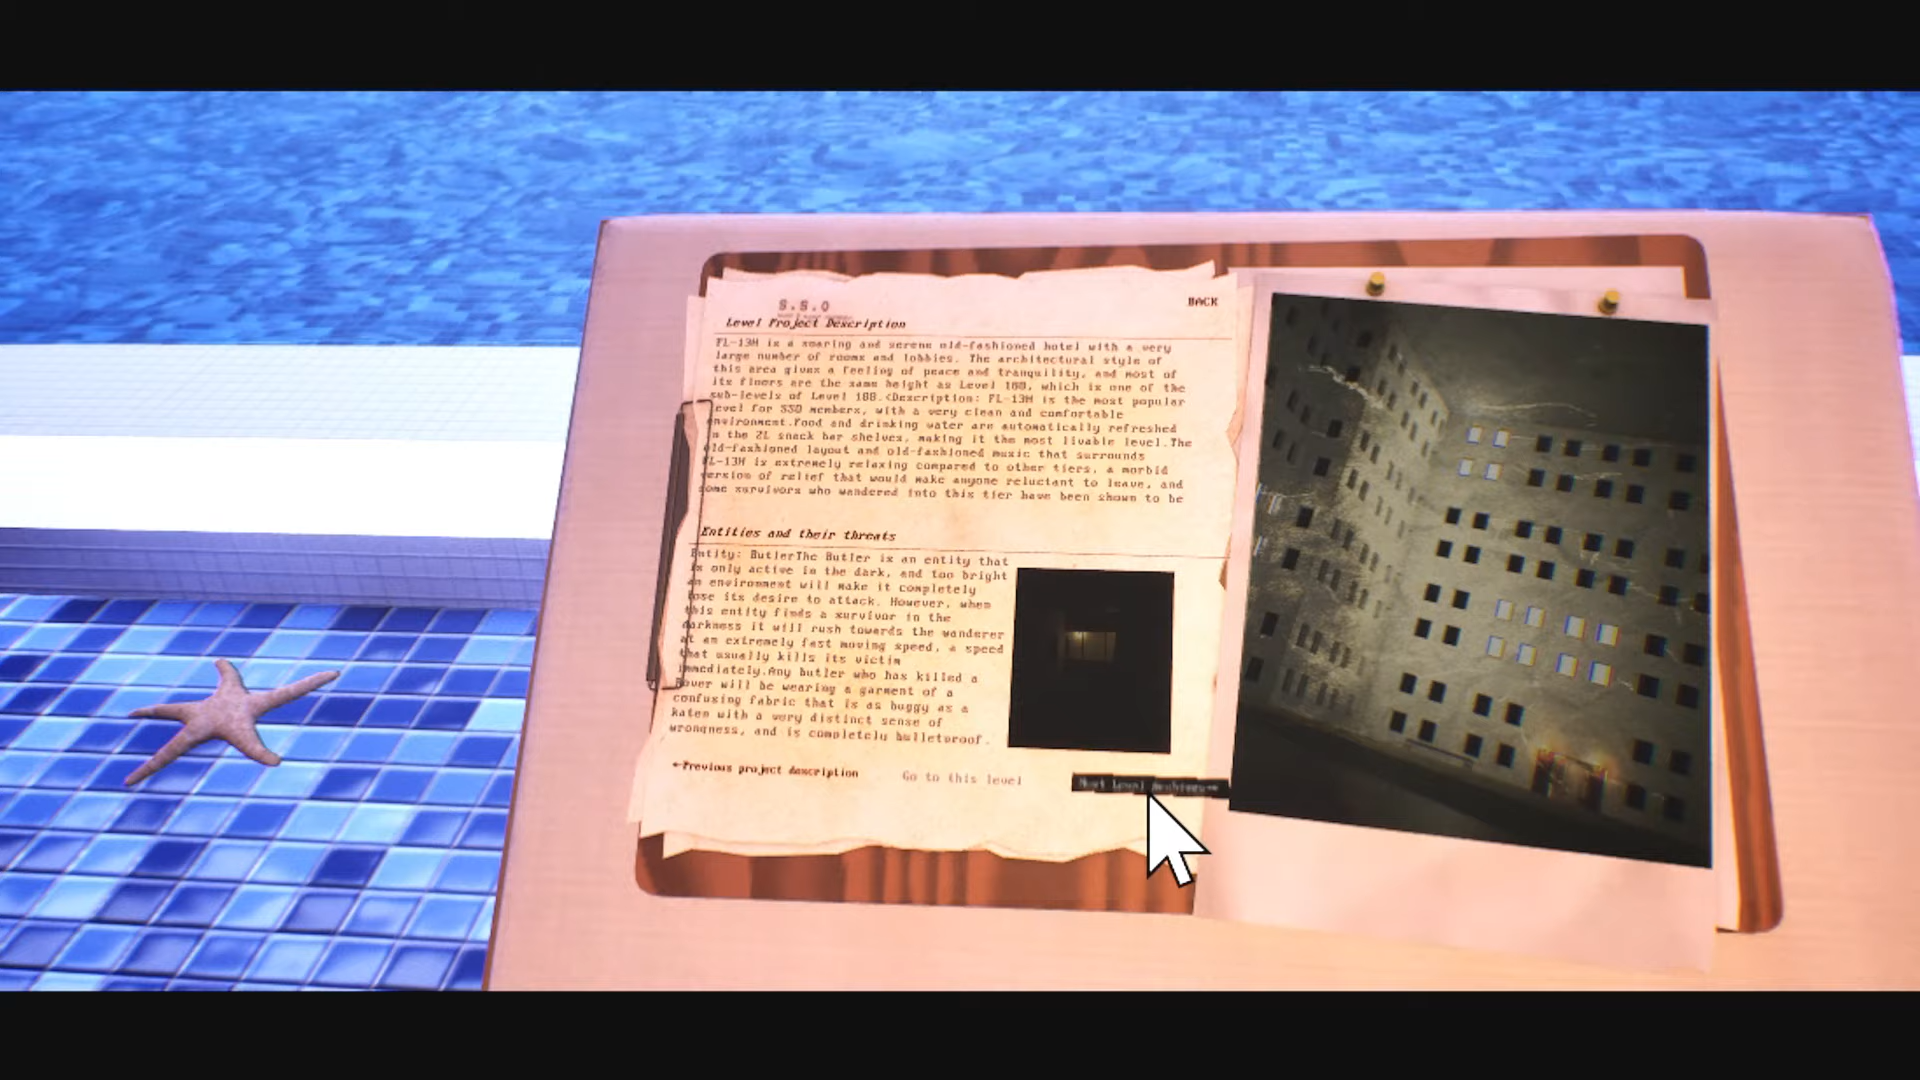 S.S.O
BACK
Level Project Description
FL-13H is a soaring and serene old-fashioned hotel with a very
large number of rooms and lobbies. The architectural style of
this area gives a feeling of peace and tranquility, and most of
its floors are the same height as Level 188, which is one of the
sub-levels of Level 188.<Description: FL-13H is the most popular
level for SSO members, with a very clean and comfortable
environment.Food and drinking water are automatically refreshed
in the 2L snack bar shelves, making it the most livable level.The
old-fashioned layout and old-fashioned music that surrounds
FL-13H is extremely relaxing compared to other tiers, a morbid
version of relief that would make anyone reluctant to leave, and
some survivors who wandered into this tier have been shown to be
Entities and their threats
Entity: ButlerThe Butler is an entity that
is only active in the dark, and too bright
an environment will make it completely
lose its desire to attack. However, when
this entity finds a survivor in the
darkness it will rush towards the wanderer
at an extremely fast moving speed, a speed
that usually kills its victim
immediately.Any butler who has killed a
Rover will be wearing a garment of a
confusing fabric that is as buggy as a
katen with a very distinct sense of
wrongness, and is completely bulletproof.
←Previous project description
Go to this level
Next Level Archives→